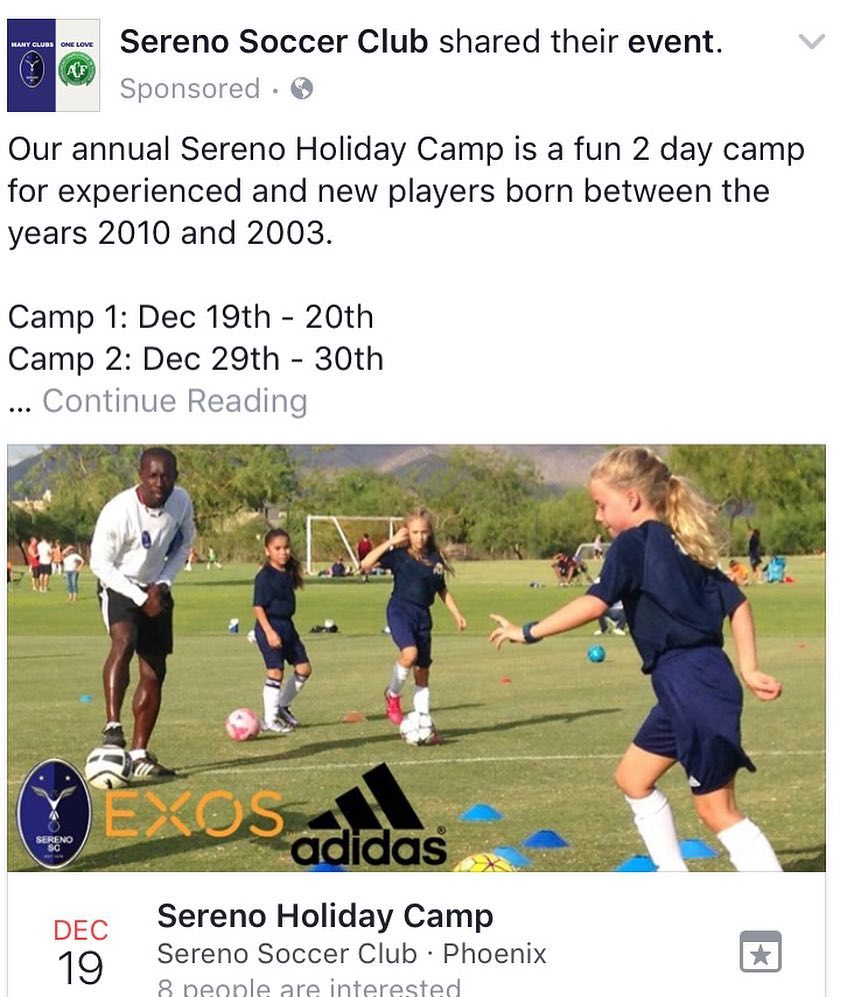 MANY CLUBS ONE LOVE
Sereno Soccer Club shared their event.
Sponsored ·
Our annual Sereno Holiday Camp is a fun 2 day camp
for experienced and new players born between the
years 2010 and 2003.
Camp 1: Dec 19th - 20th
Camp 2: Dec 29th - 30th
... Continue Reading
SERENO
SC
EXOS
adidas®
DEC
19
Sereno Holiday Camp
Sereno Soccer Club · Phoenix
8 people are interested